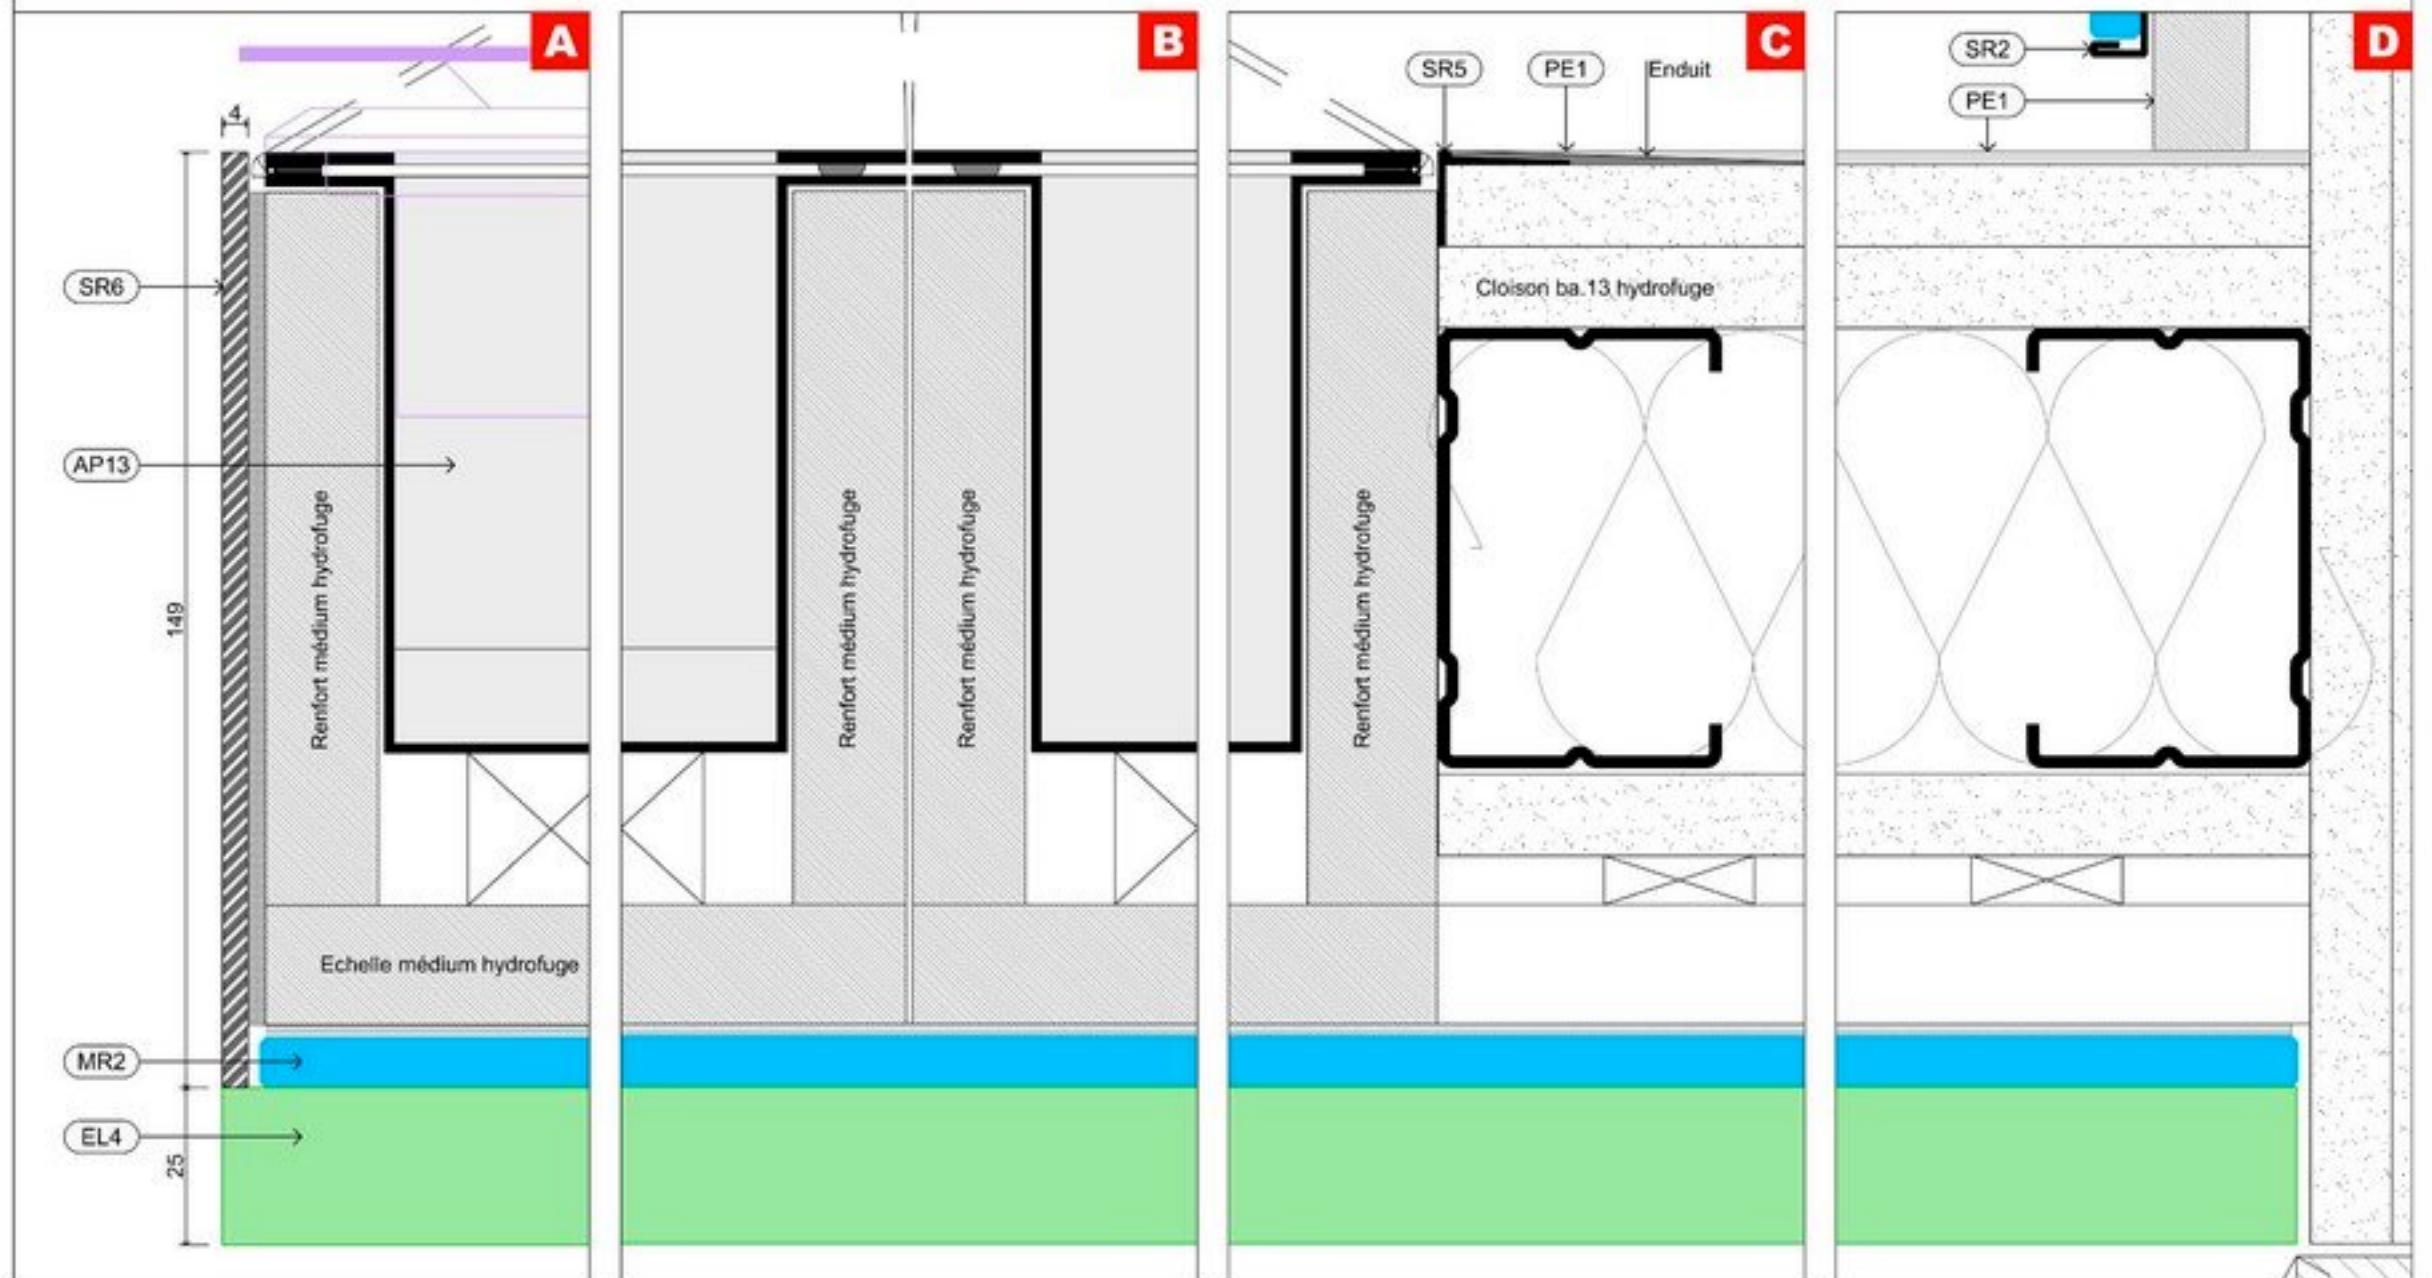 A
B
C
D
SR5
PE1
Enduit
SR2
PE1
4
SR6
Cloison ba.13 hydrofuge
AP13
149
Renfort médium hydrofuge
Renfort médium hydrofuge
Renfort médium hydrofuge
Renfort médium hydrofuge
Echelle médium hydrofuge
MR2
EL4
25